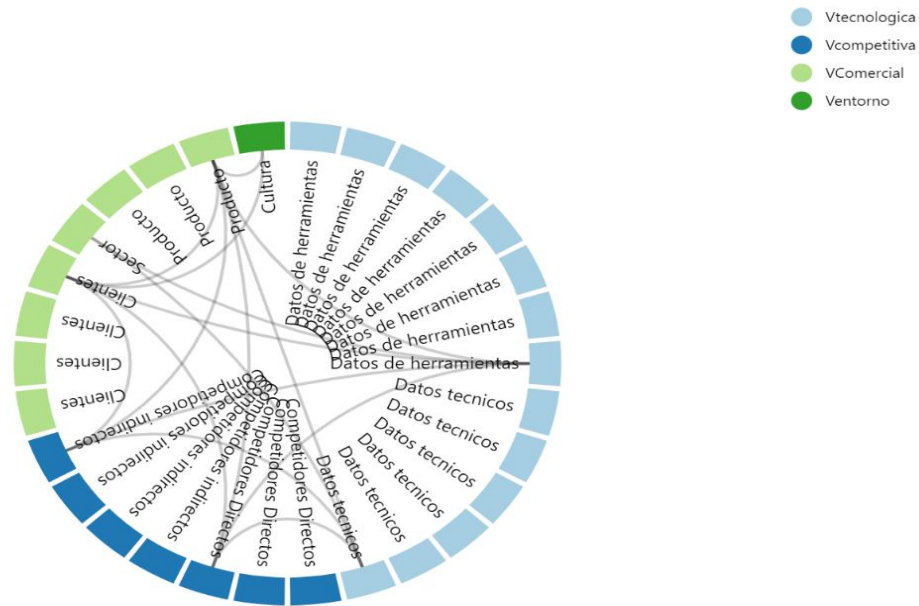 Vtecnologica
Vcompetitiva
VComercial
Ventorno
Datos de herramientas
Datos de herramientas
Datos de herramientas
Datos de herramientas
Datos de herramientas
Datos de herramientas
Datos de herramientas
Datos de herramientas
Datos tecnicos
Datos tecnicos
Datos tecnicos
Datos tecnicos
Datos tecnicos
Datos tecnicos
Competidores Directos
Competidores Directos
Competidores Directos
Competidores indirectos
Competidores indirectos
Competidores indirectos
Competidores indirectos
Clientes
Clientes
Clientes
Clientes
Sector
Producto
Producto
Producto
Cultura